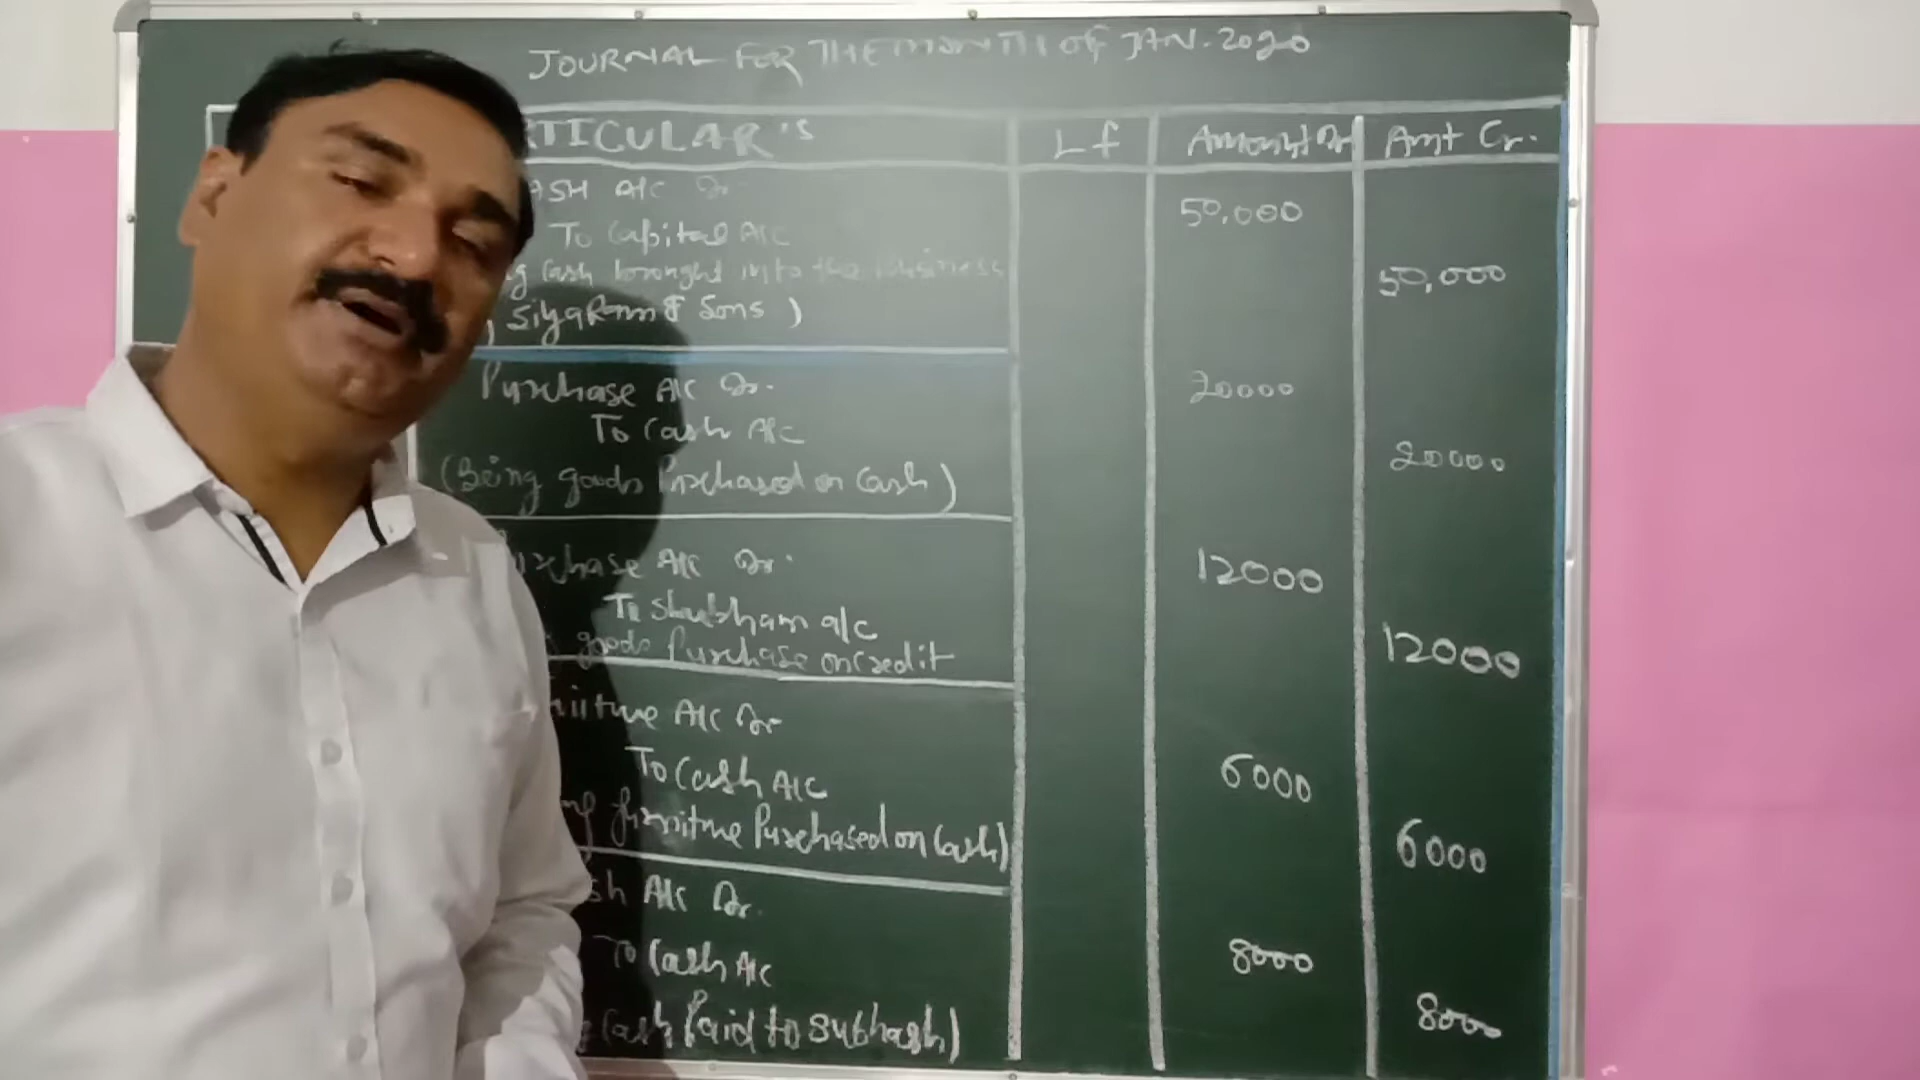 JOURNAL FOR THE MONTH OF JAN. 2020
RTICULAR'S Lf Amount Dr Amt Cr.
ASH A/C Dr. 50,000
To Capital A/C
g Cash brought into the business 50,000
, Siyaram & Sons )
Purchase A/C Dr. 20000
To Cash A/C
(Being goods Purchased on Cash) 20000
rchase A/C Dr. 12000
To Shubham a/c
goods Purchase on Credit 12000
niture A/C Dr
To Cash A/C 6000
ng furniture Purchased on Cash) 6000
sh A/C Dr.
To Cash A/C 8000
g Cash Paid to Subhash) 8000